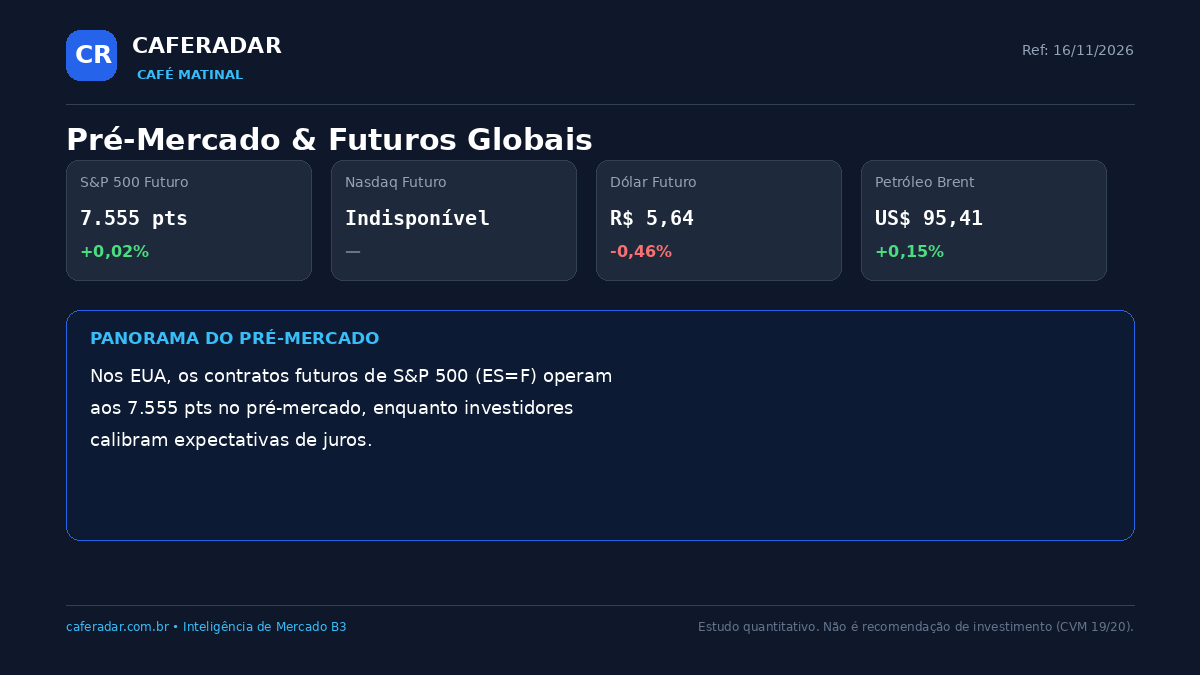 CR
CAFERADAR
CAFÉ MATINAL
Ref: 16/11/2026
Pré-Mercado & Futuros Globais
S&P 500 Futuro
7.555 pts
+0,02%
Nasdaq Futuro
Indisponível
—
Dólar Futuro
R$ 5,64
-0,46%
Petróleo Brent
US$ 95,41
+0,15%
PANORAMA DO PRÉ-MERCADO
Nos EUA, os contratos futuros de S&P 500 (ES=F) operam
aos 7.555 pts no pré-mercado, enquanto investidores
calibram expectativas de juros.
caferadar.com.br • Inteligência de Mercado B3
Estudo quantitativo. Não é recomendação de investimento (CVM 19/20).